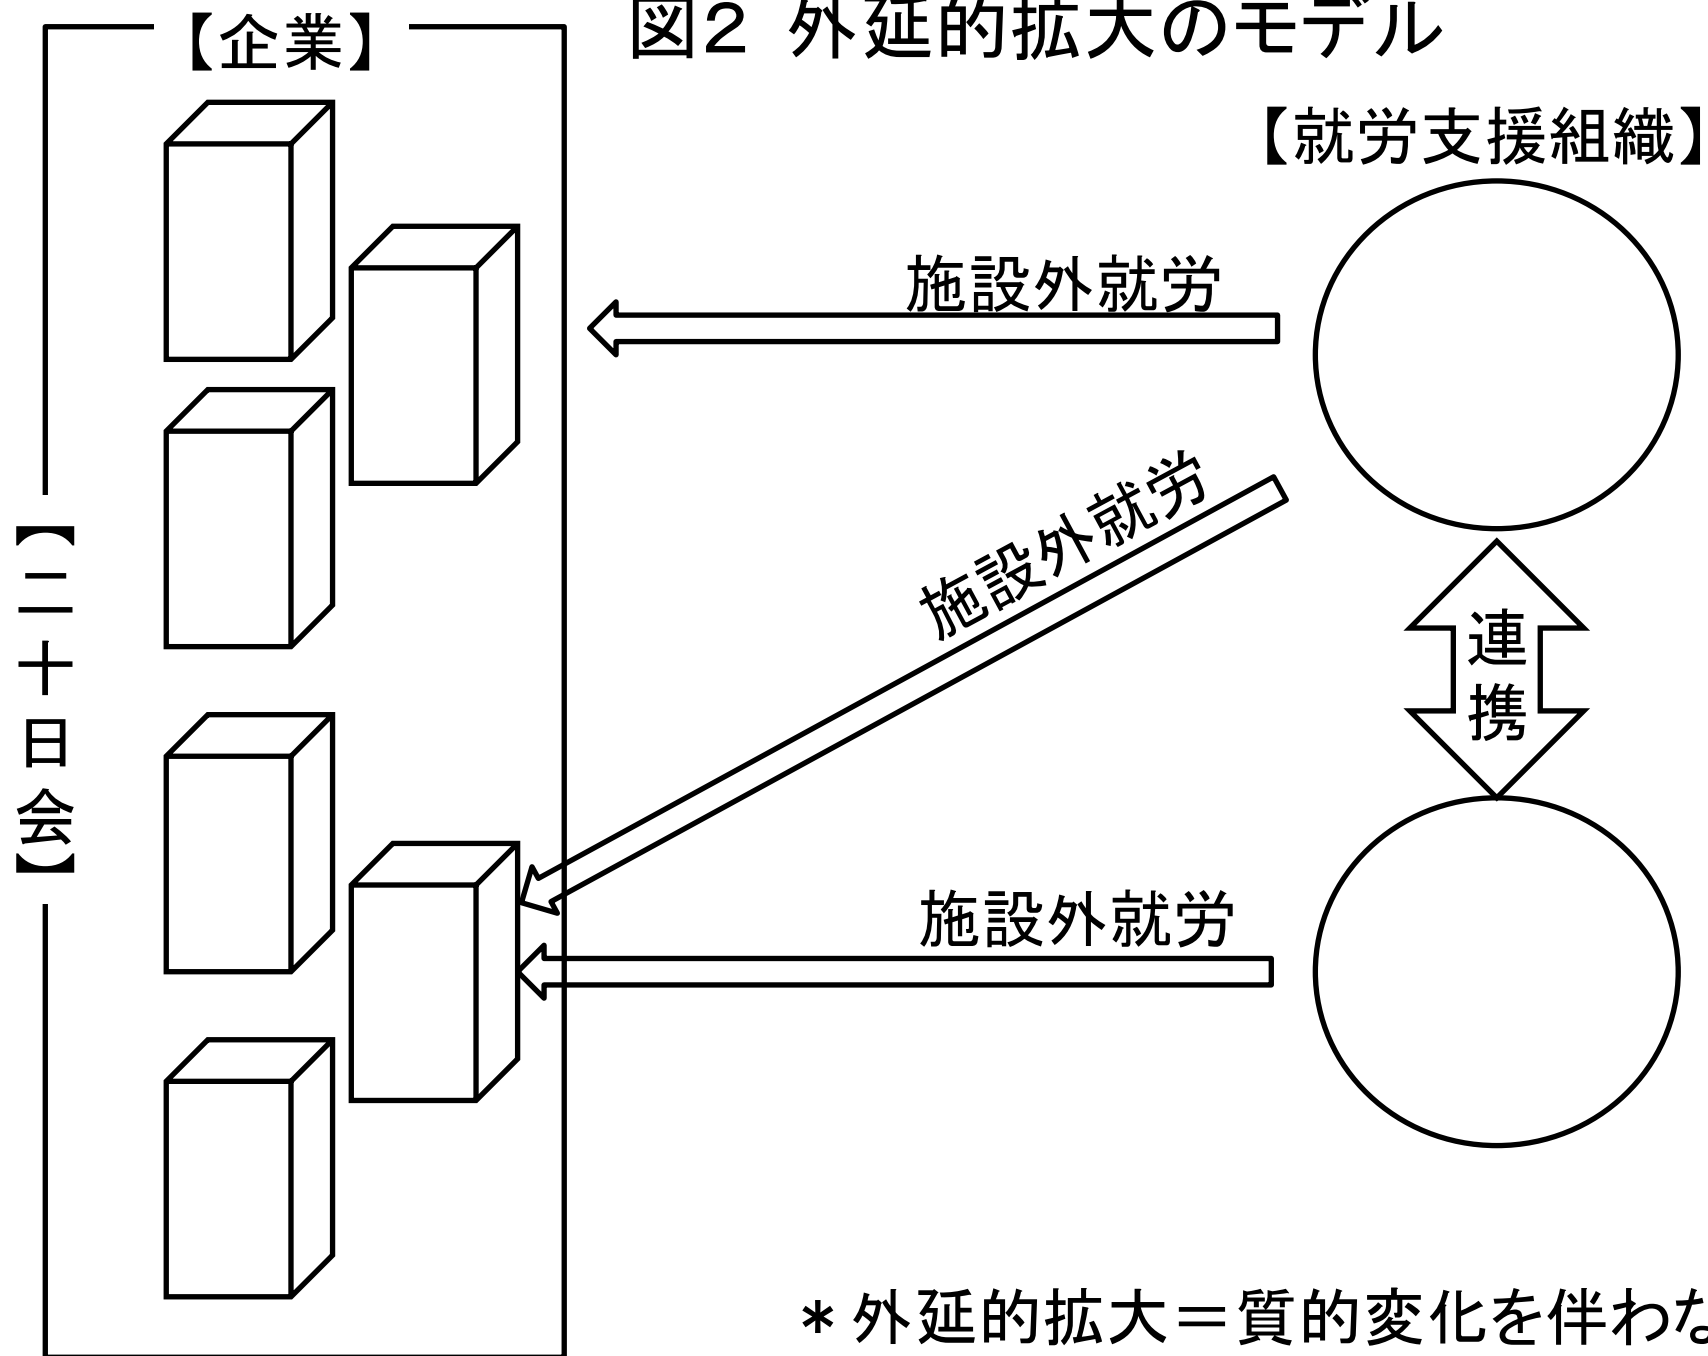 図２ 外延的拡大のモデル
【企業】
【就労支援組織】
施設外就労
【二十日会】
施設外就労
連携
施設外就労
＊外延的拡大＝質的変化を伴わな